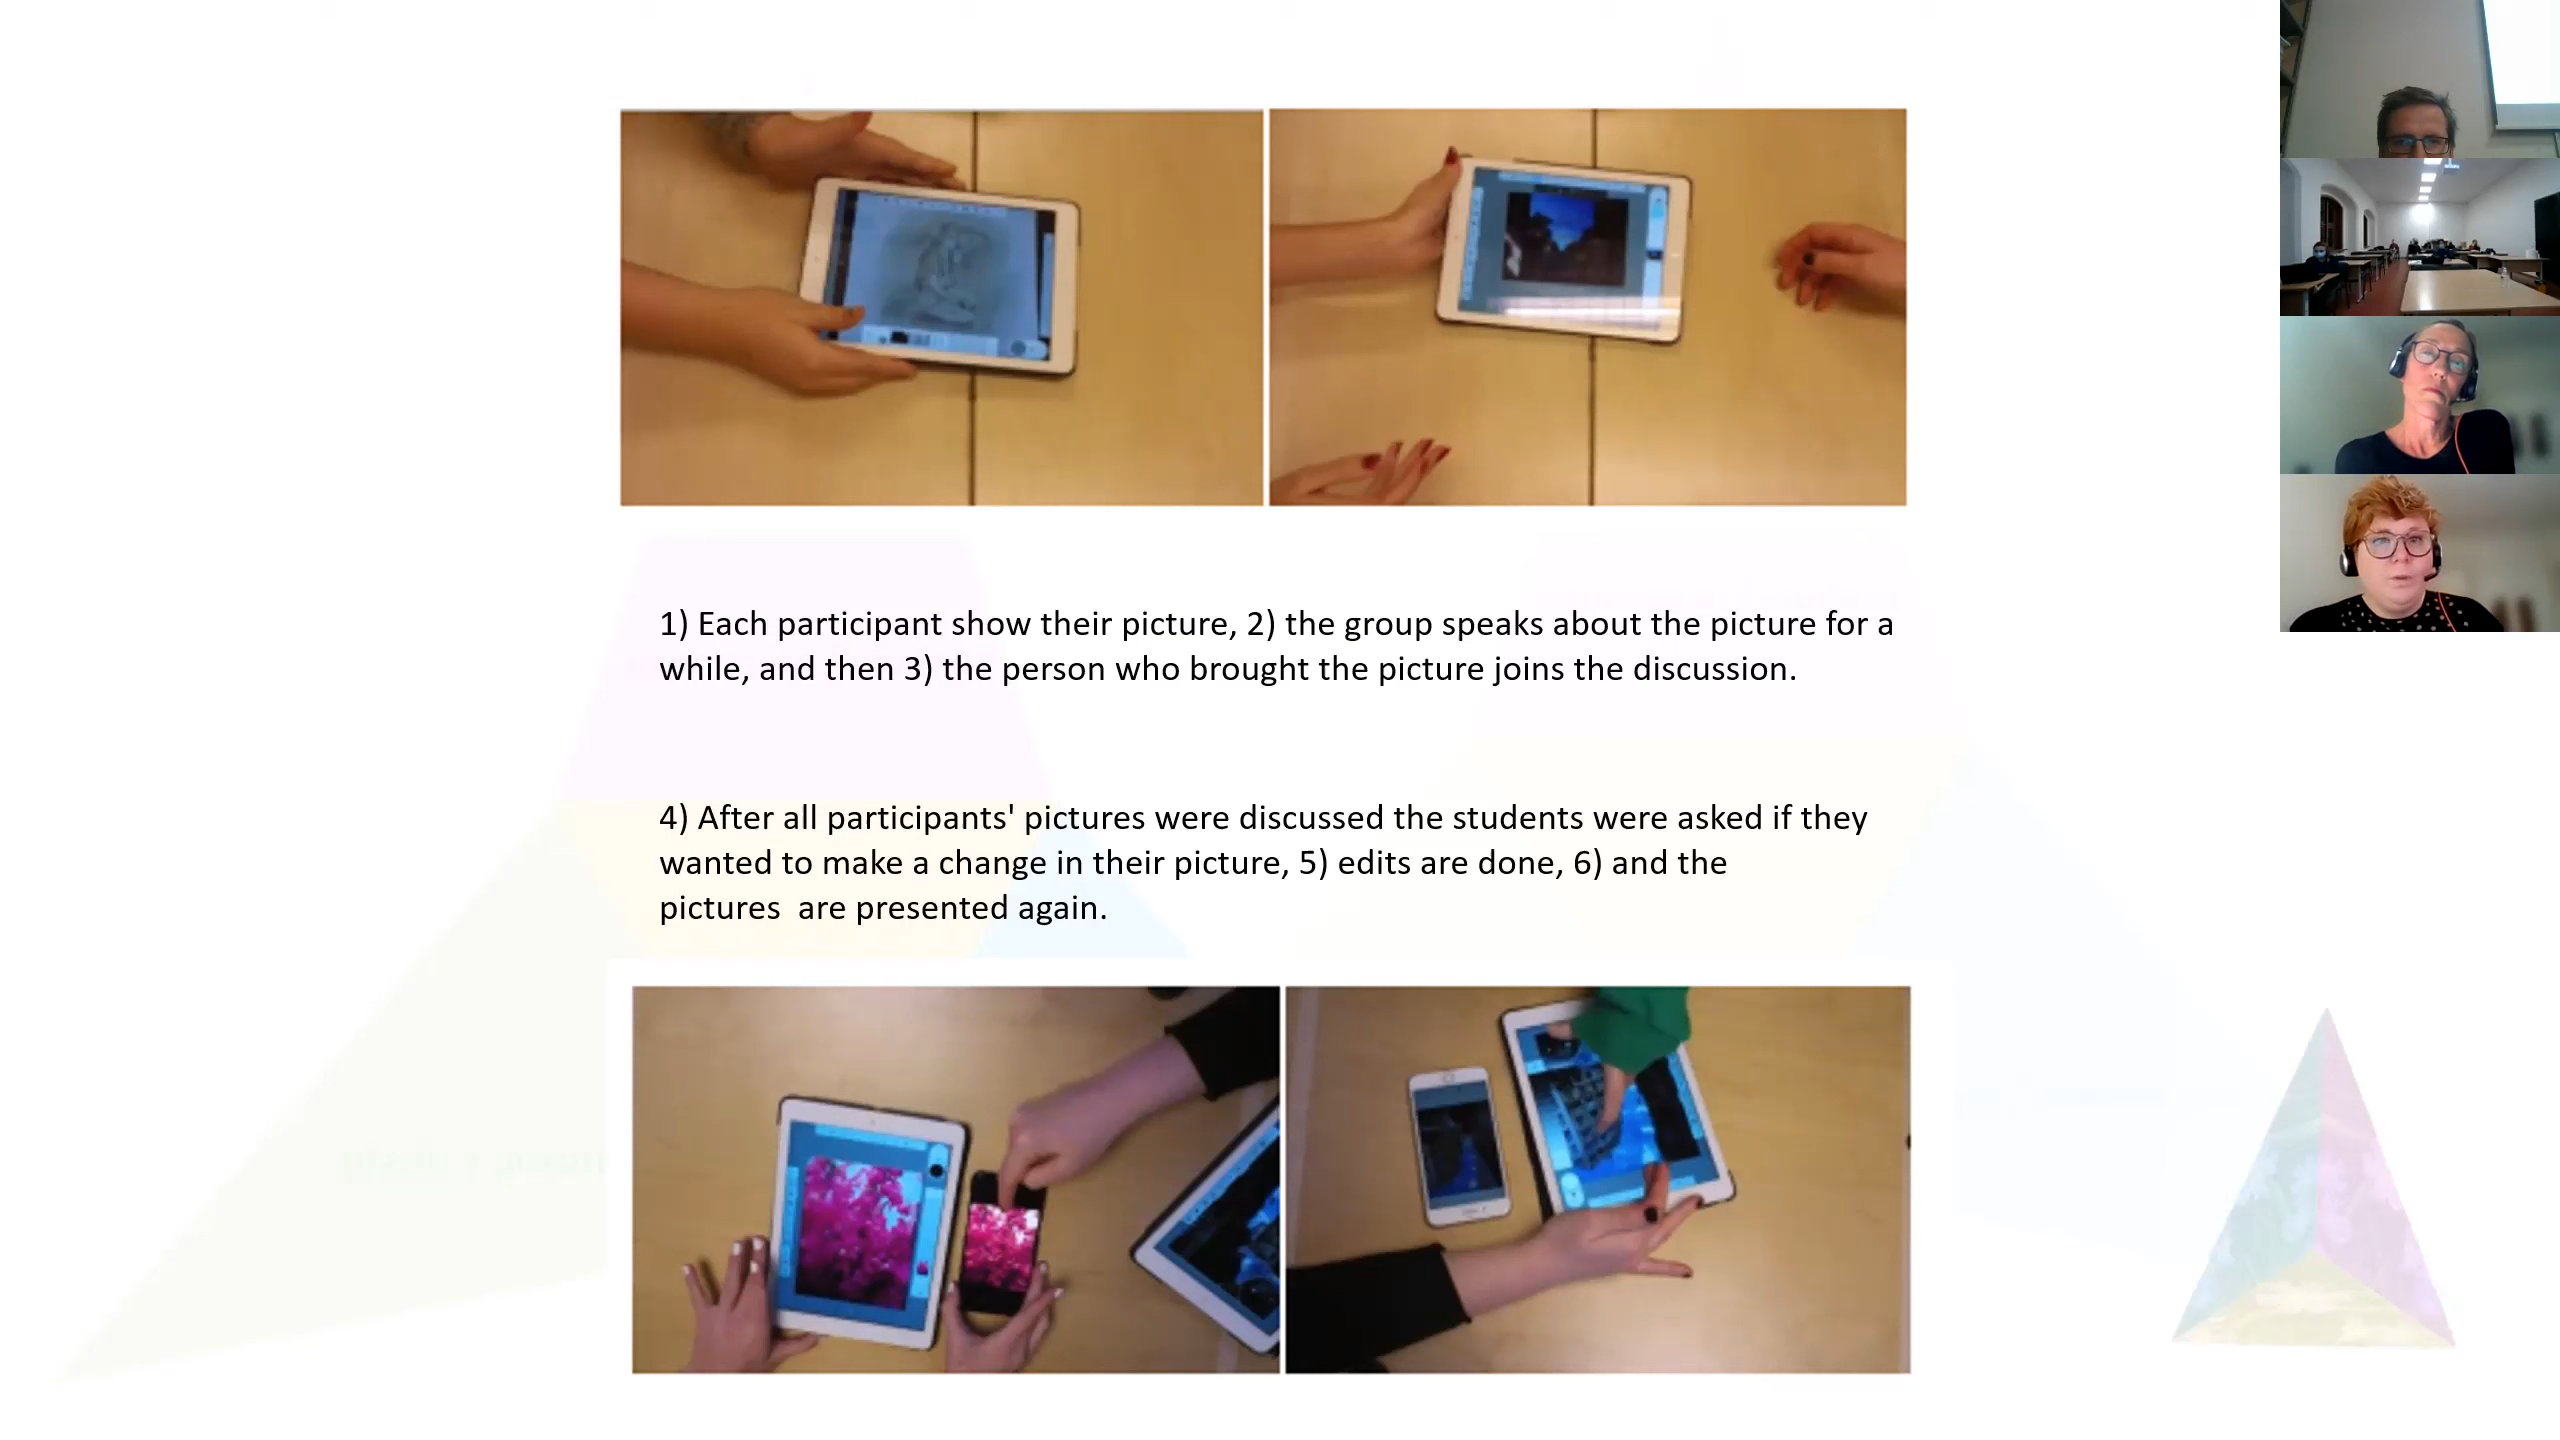 1) Each participant show their picture, 2) the group speaks about the picture for a
while, and then 3) the person who brought the picture joins the discussion.
4) After all participants' pictures were discussed the students were asked if they
wanted to make a change in their picture, 5) edits are done, 6) and the
pictures  are presented again.